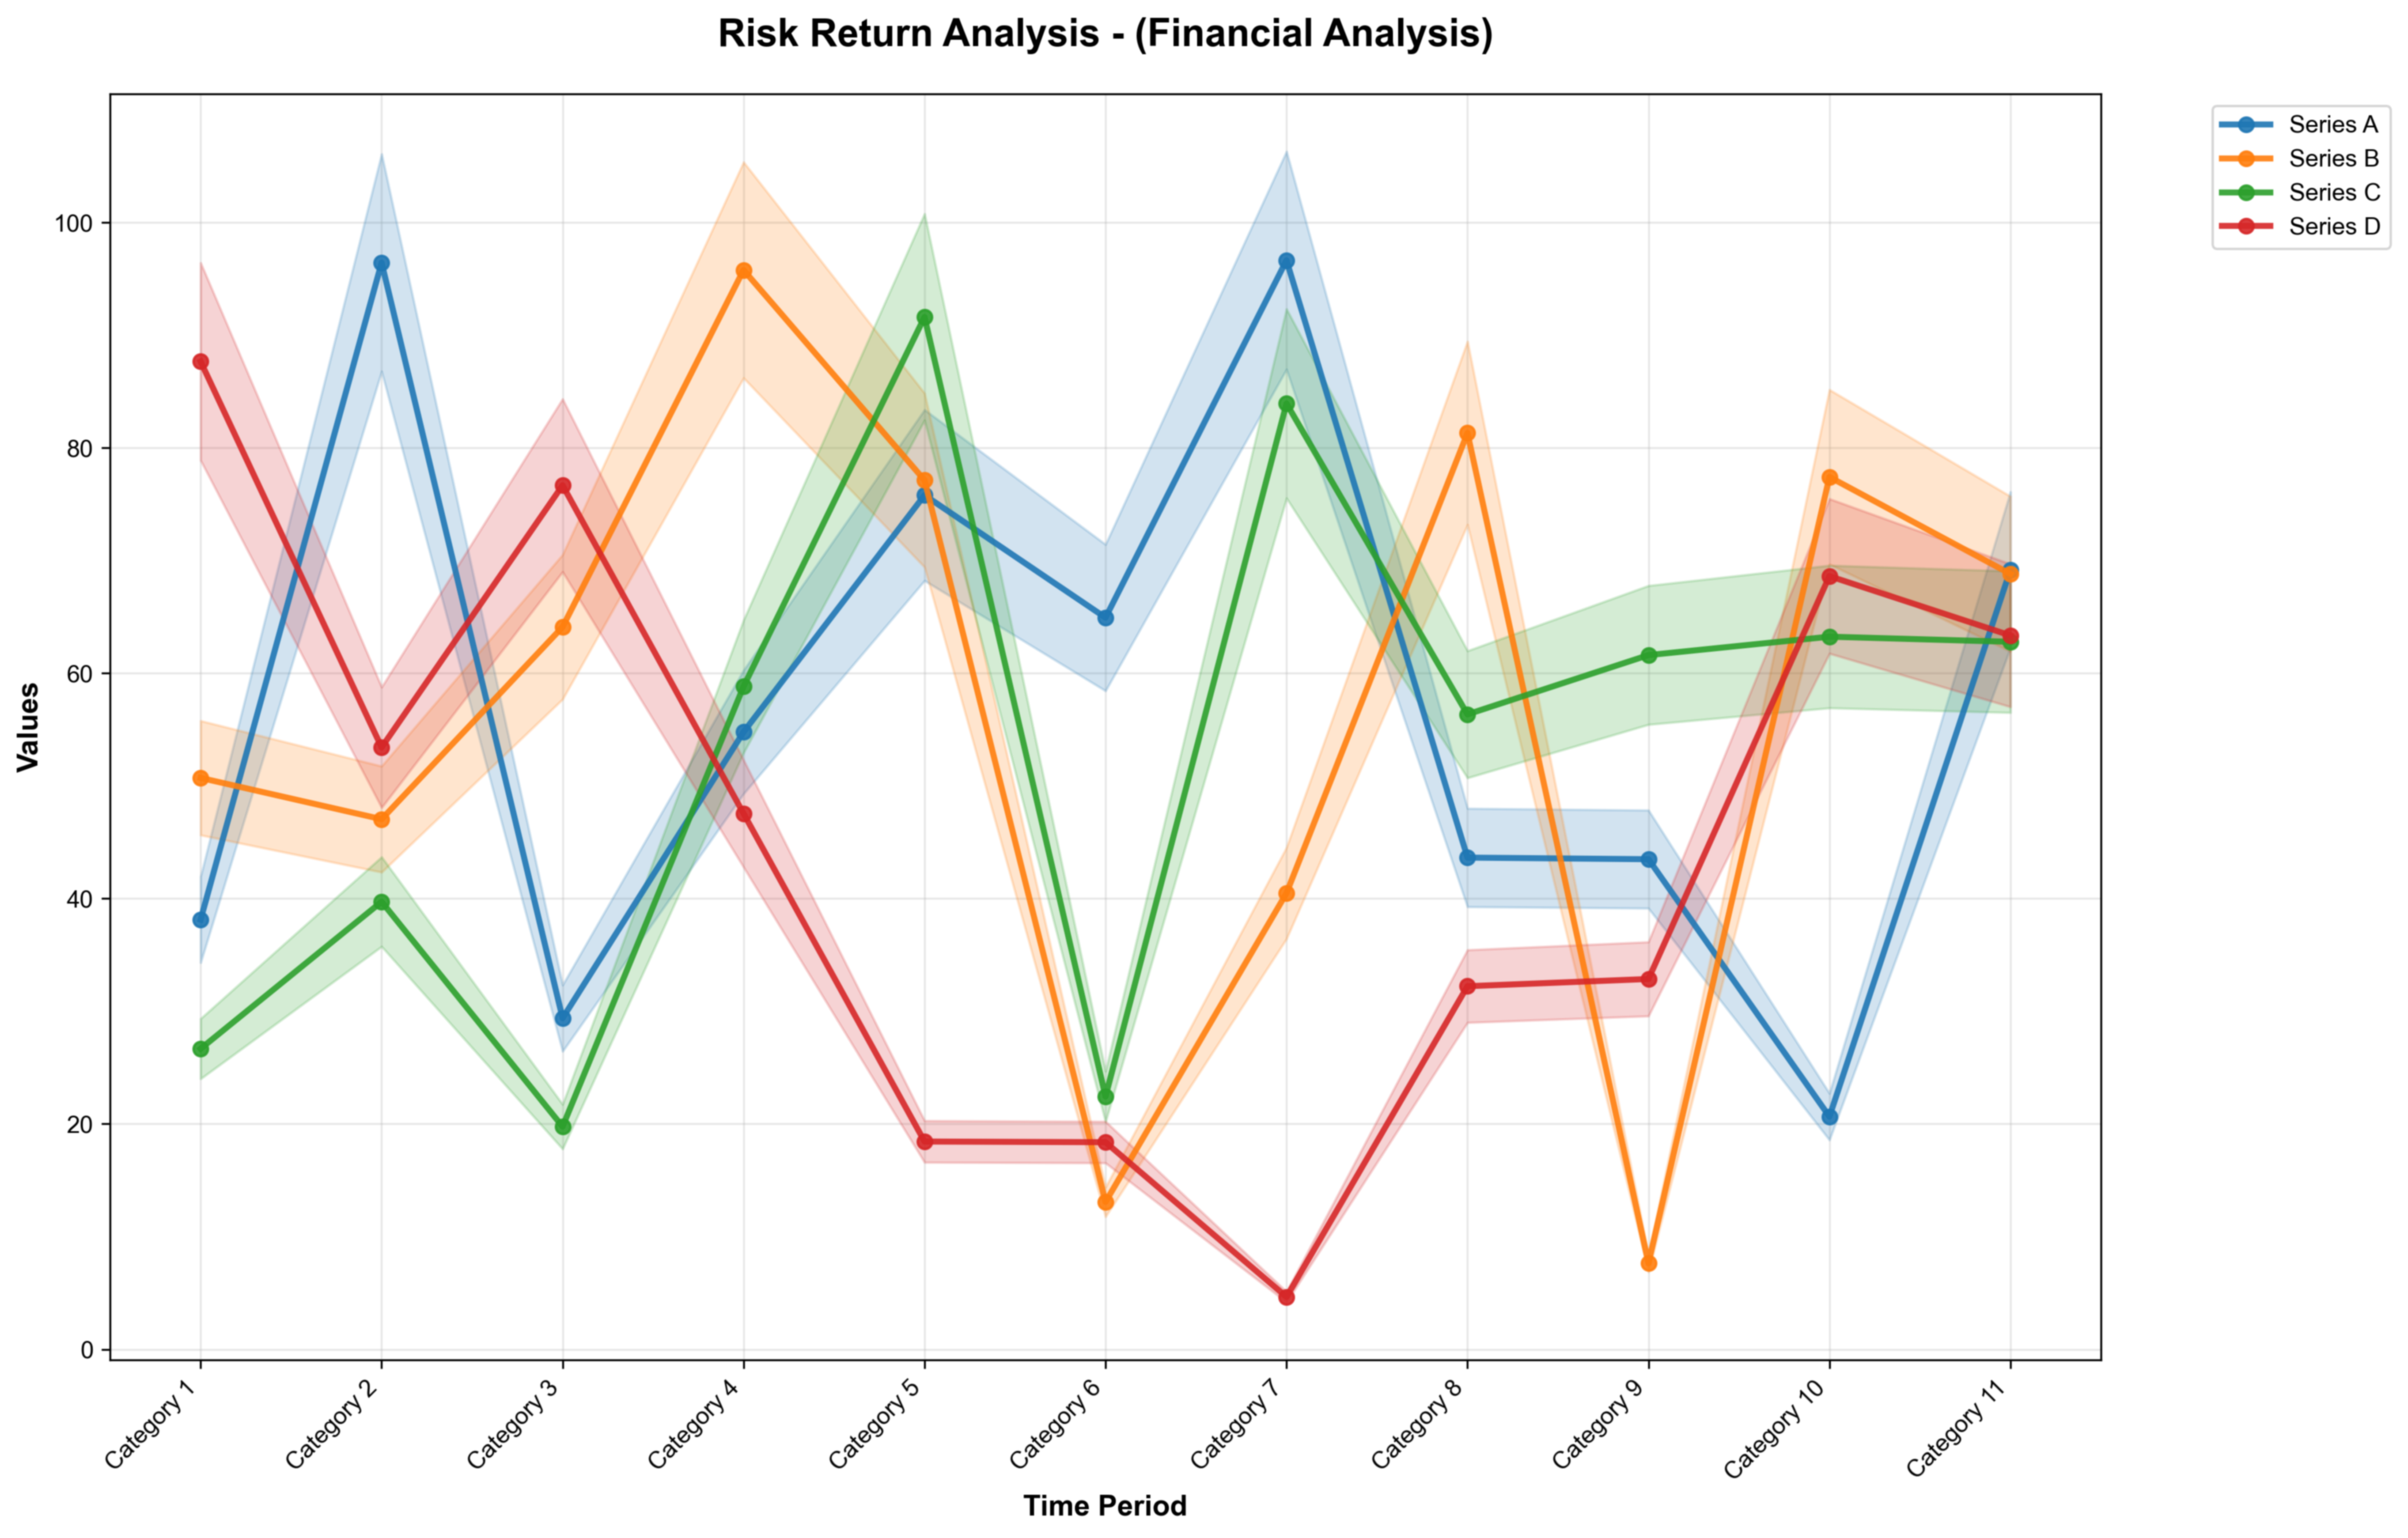 Risk Return Analysis - (Financial Analysis)
Series A
Series B
Series C
Series D
Values
100
80
60
40
20
0
Category 1
Category 2
Category 3
Category 4
Category 5
Category 6
Category 7
Category 8
Category 9
Category 10
Category 11
Time Period